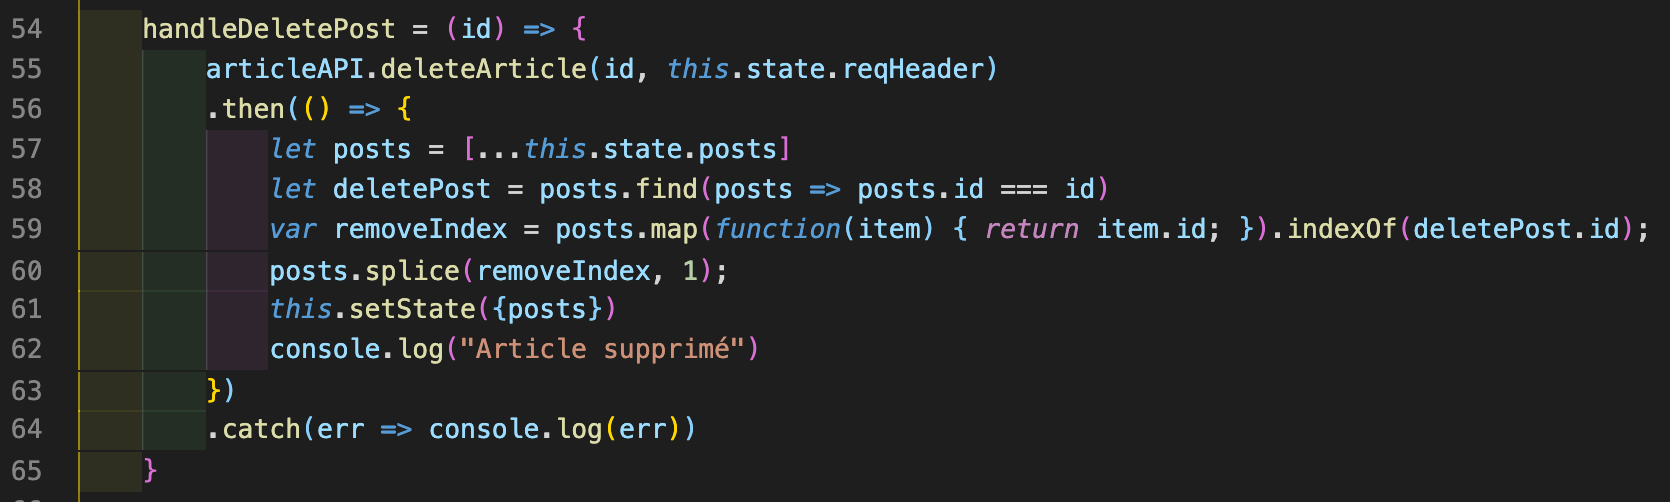 54 handleDeletePost = (id) => {
55 articleAPI.deleteArticle(id, this.state.reqHeader)
56 .then(() => {
57 let posts = [...this.state.posts]
58 let deletePost = posts.find(posts => posts.id === id)
59 var removeIndex = posts.map(function(item) { return item.id; }).indexOf(deletePost.id);
60 posts.splice(removeIndex, 1);
61 this.setState({posts})
62 console.log("Article supprimé")
63 })
64 .catch(err => console.log(err))
65 }